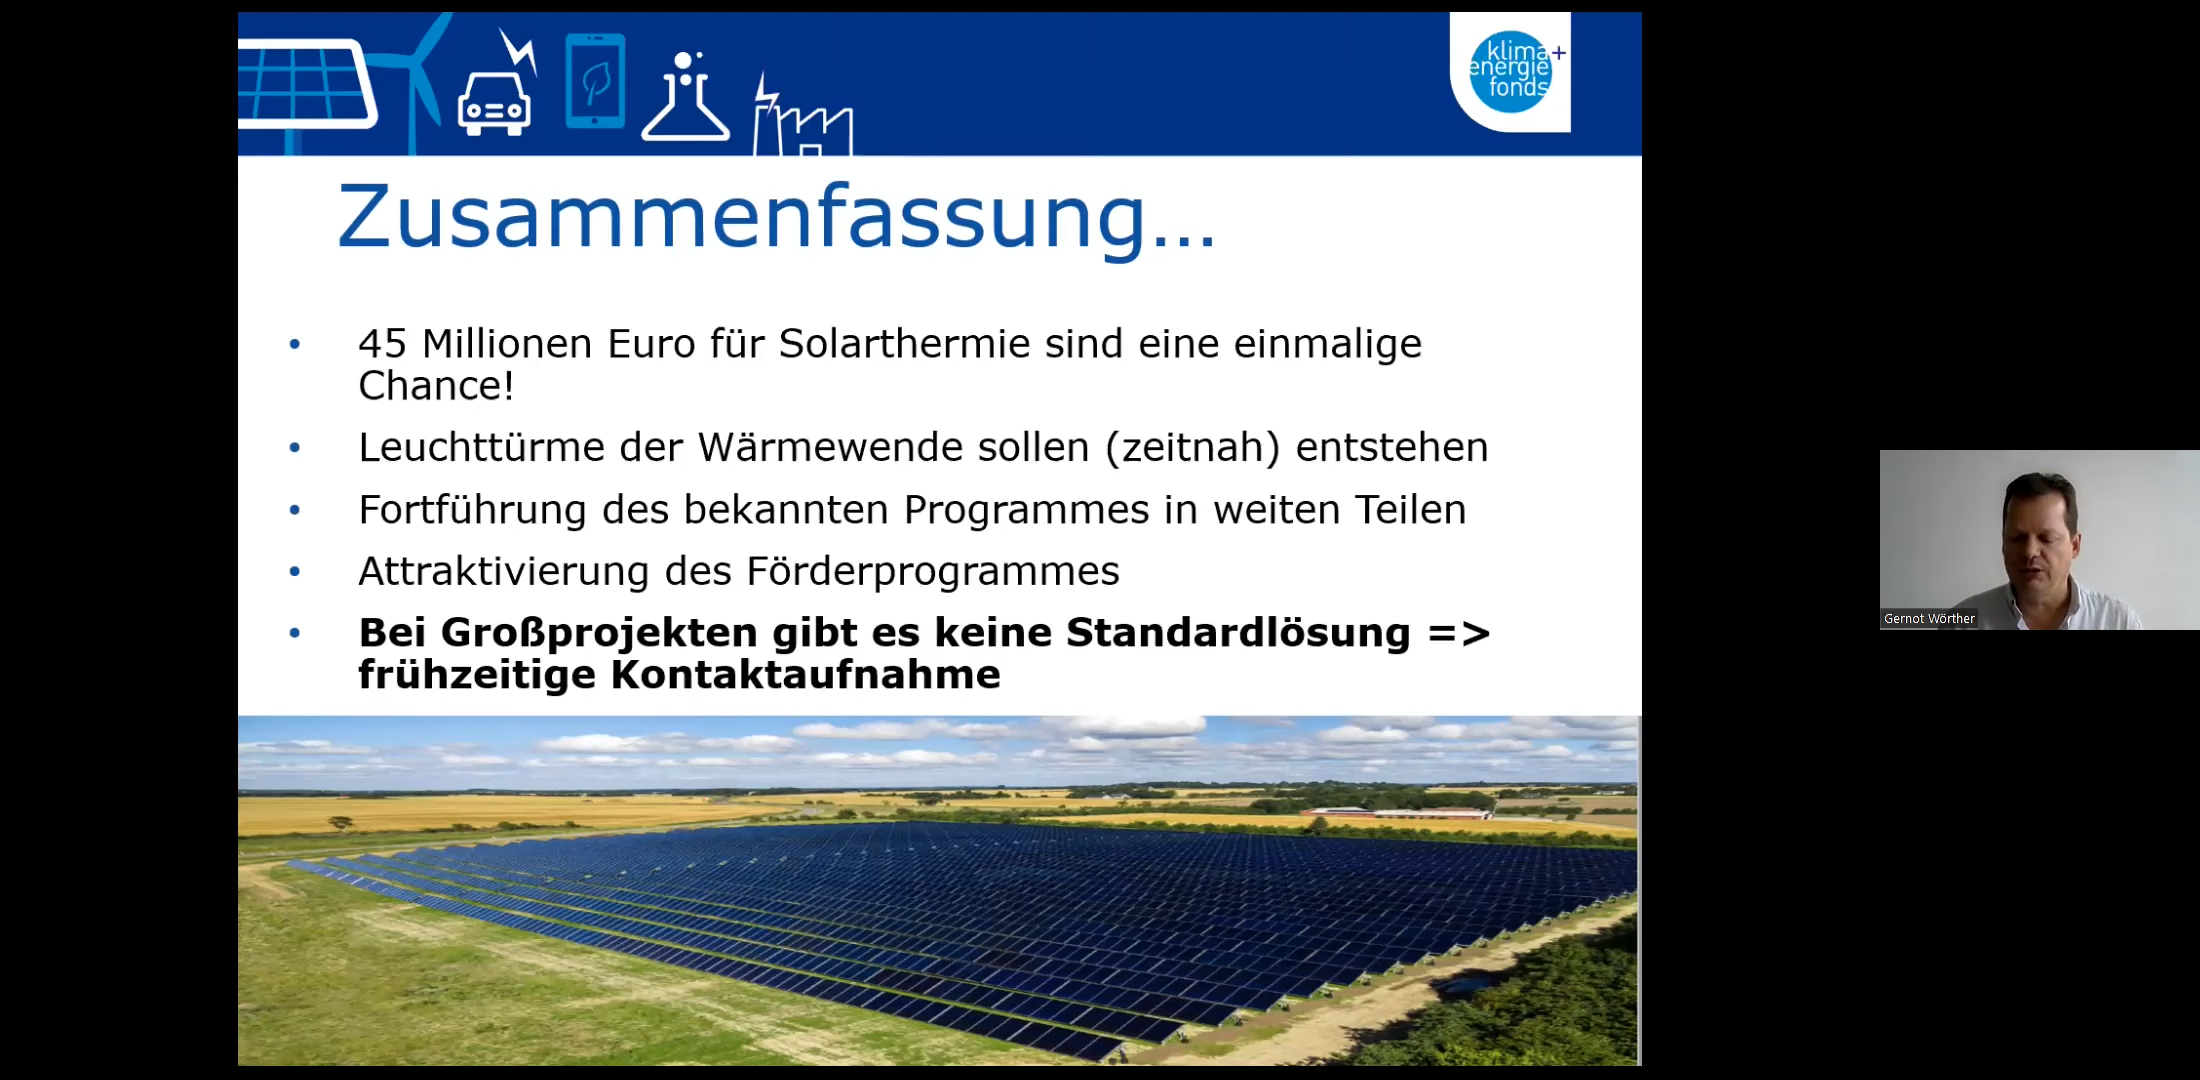 klima+
energie
fonds
Zusammenfassung...
• 45 Millionen Euro für Solarthermie sind eine einmalige
Chance!
• Leuchttürme der Wärmewende sollen (zeitnah) entstehen
• Fortführung des bekannten Programmes in weiten Teilen
• Attraktivierung des Förderprogrammes
• Bei Großprojekten gibt es keine Standardlösung =>
frühzeitige Kontaktaufnahme
Gernot Wörther